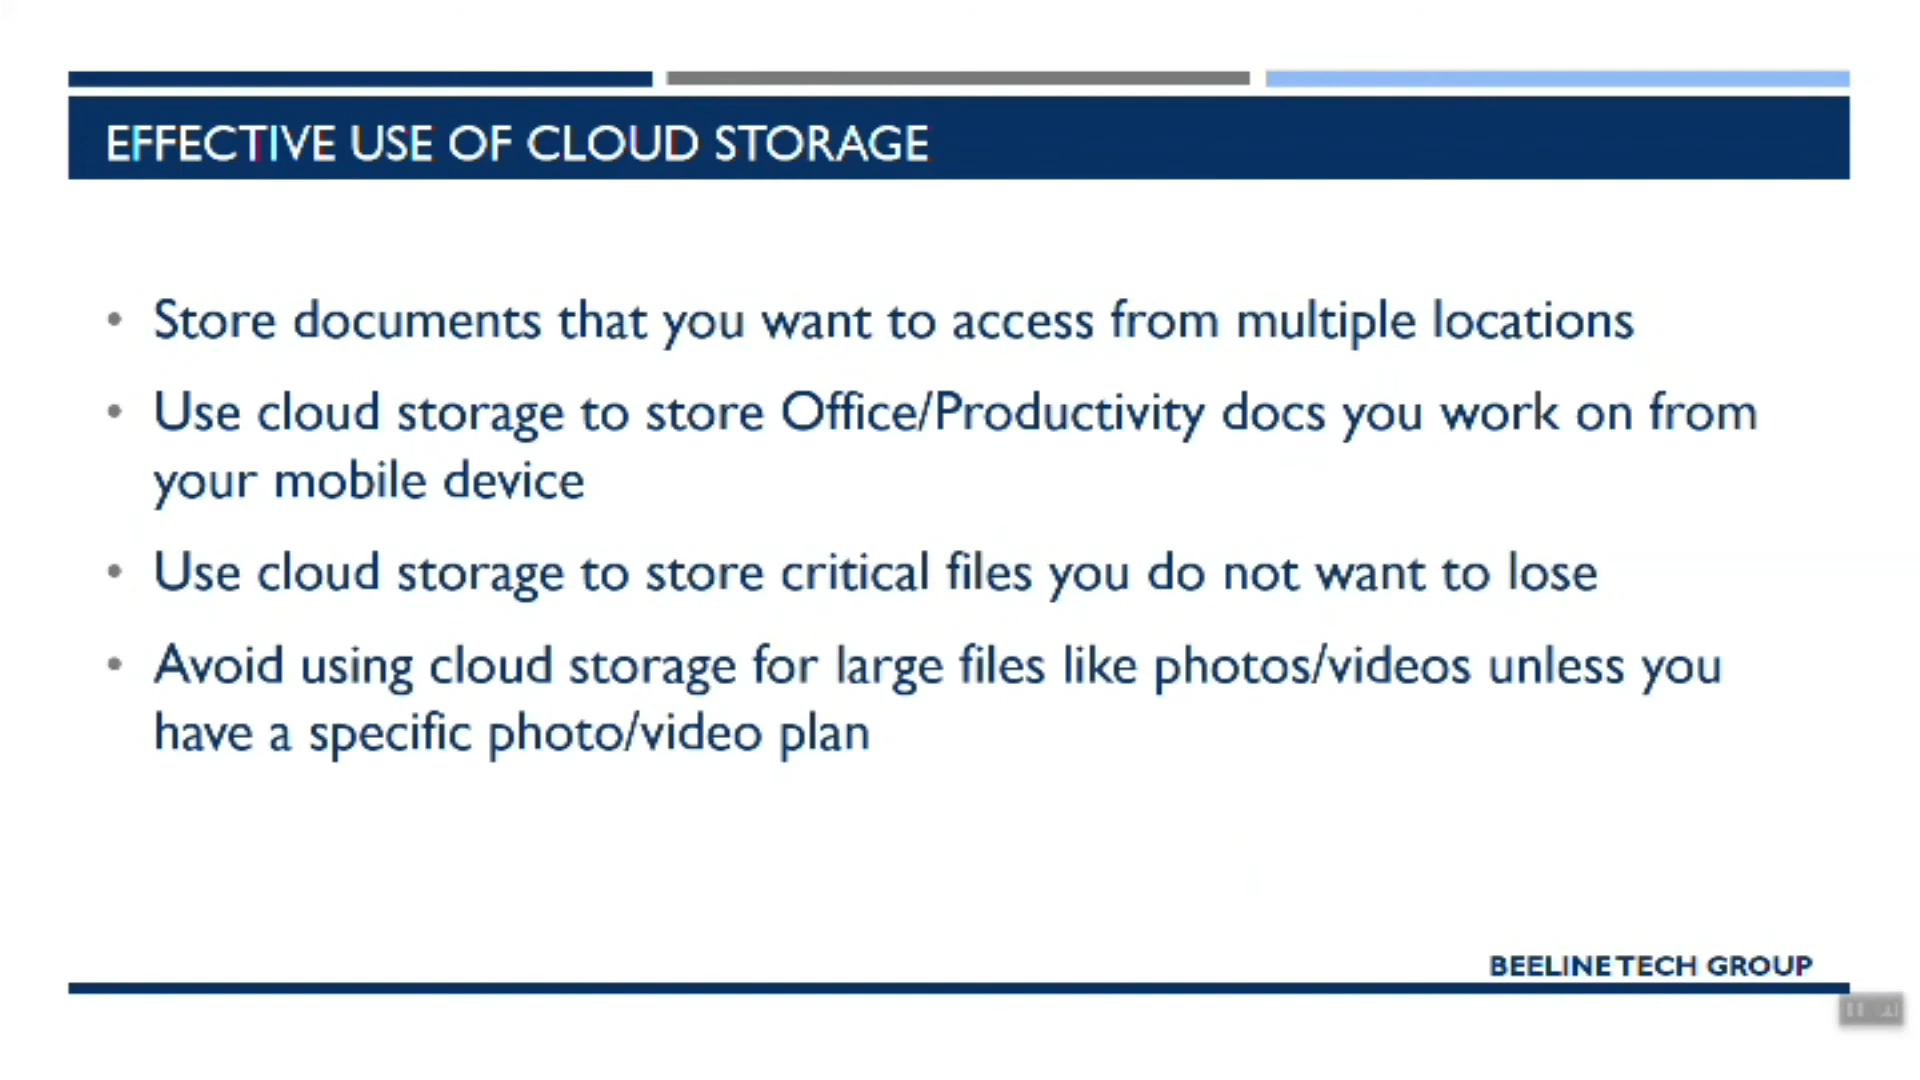 EFFECTIVE USE OF CLOUD STORAGE
• Store documents that you want to access from multiple locations
• Use cloud storage to store Office/Productivity docs you work on from
your mobile device
• Use cloud storage to store critical files you do not want to lose
• Avoid using cloud storage for large files like photos/videos unless you
have a specific photo/video plan
BEELINE TECH GROUP